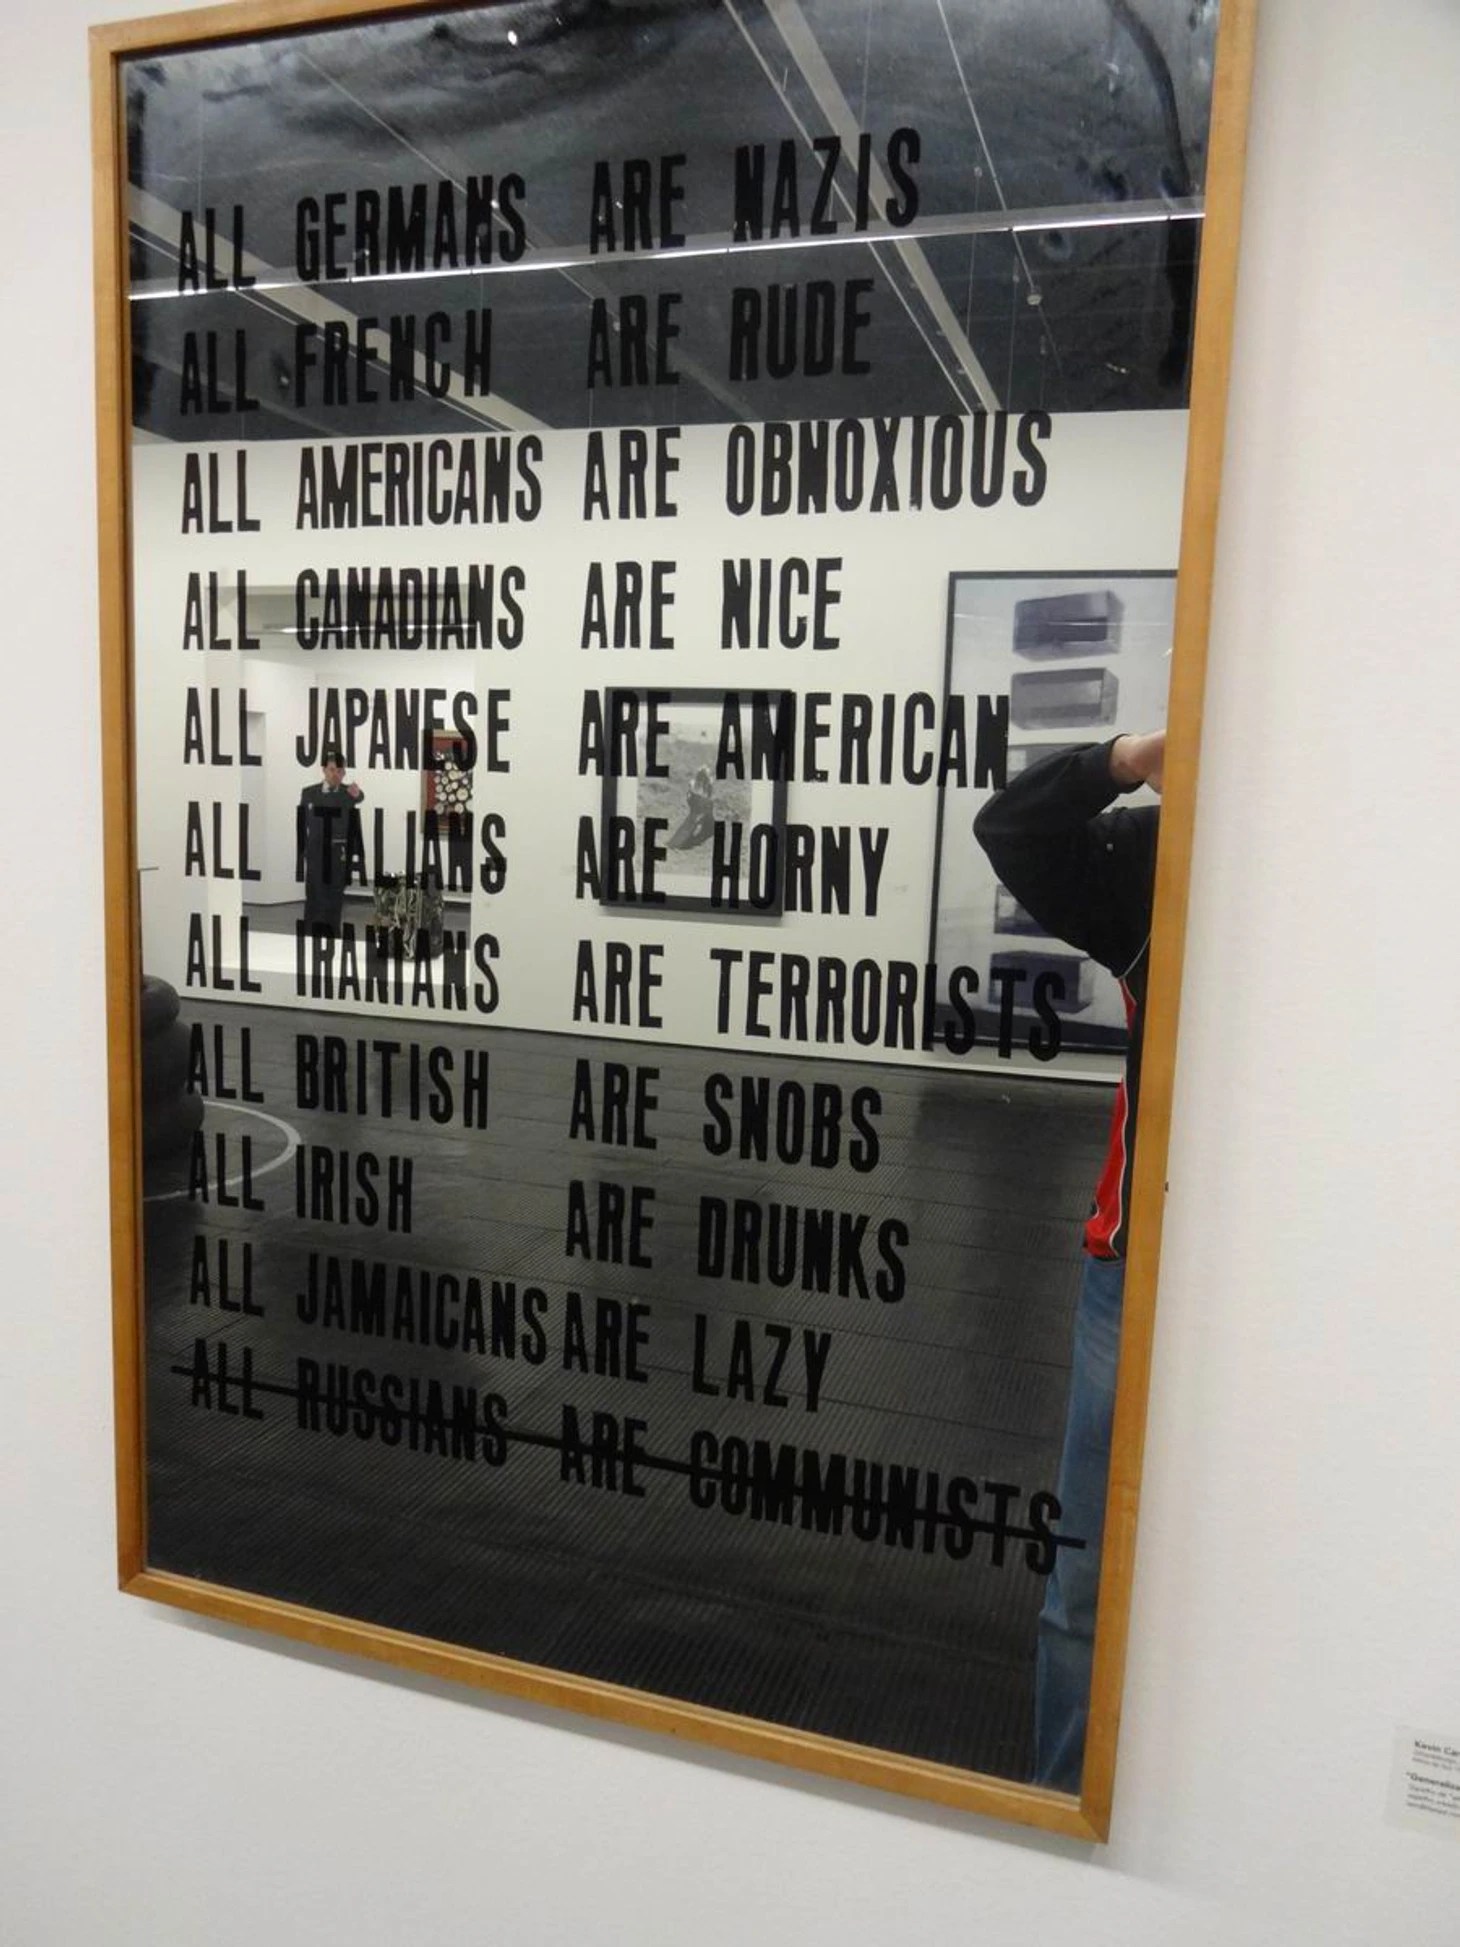 ALL GERMANS ARE NAZIS
ALL FRENCH ARE RUDE
ALL AMERICANS ARE OBNOXIOUS
ALL CANADIANS ARE NICE
ALL JAPANESE ARE AMERICAN
ALL ITALIANS ARE HORNY
ALL IRANIANS ARE TERRORISTS
ALL BRITISH ARE SNOBS
ALL IRISH ARE DRUNKS
ALL JAMAICANS ARE LAZY
ALL RUSSIANS ARE COMMUNISTS
Kevin